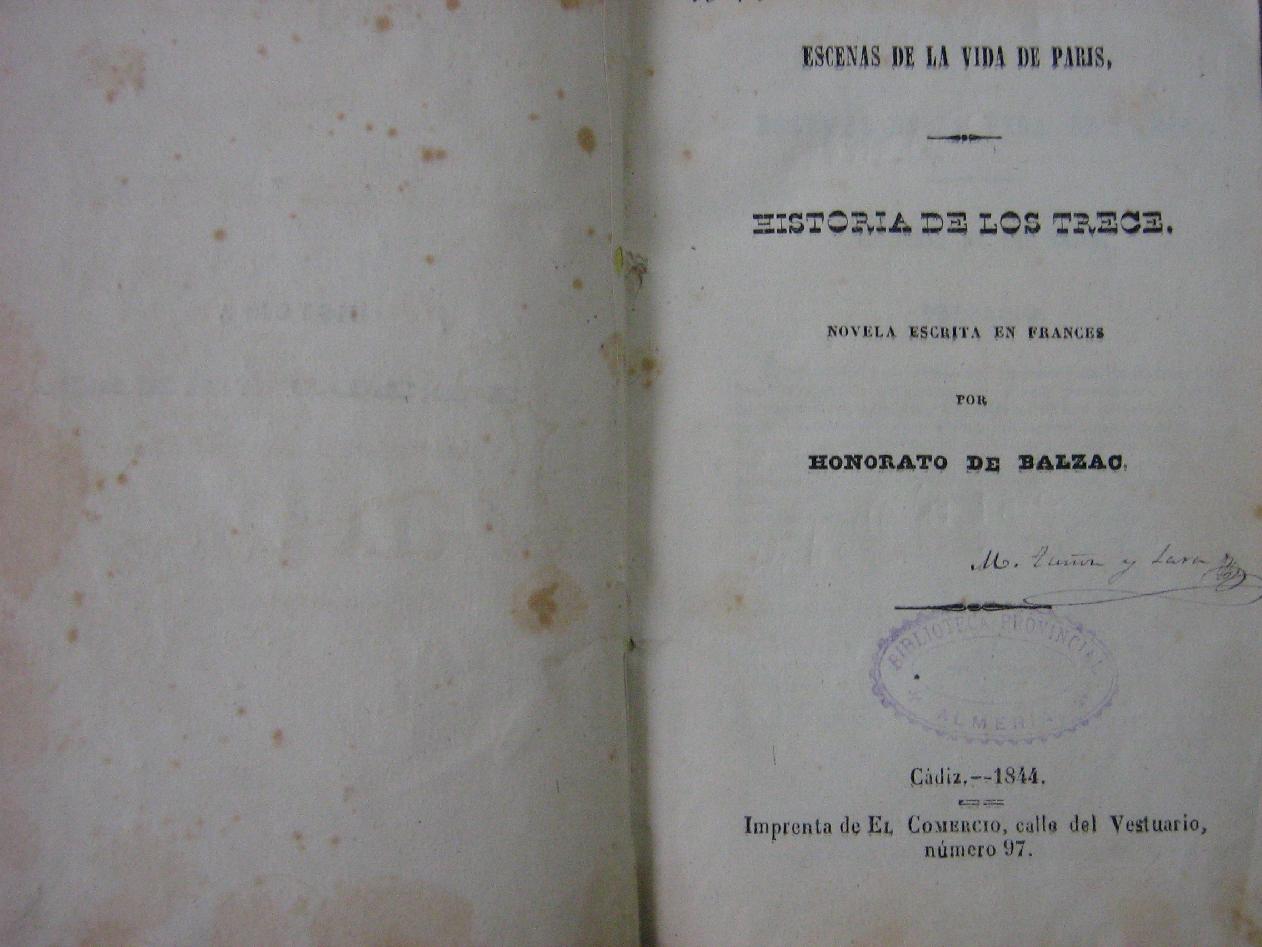 ESCENAS DE LA VIDA DE PARIS,
HISTORIA DE LOS TRECE.
NOVELA ESCRITA EN FRANCES
POR
HONORATO DE BALZAC.
M. y Lara
BIBLIOTECA PROVINCIAL
ALMERIA
Cádiz.--1844.
Imprenta de EL COMERCIO, calle del Vestuario,
número 97.